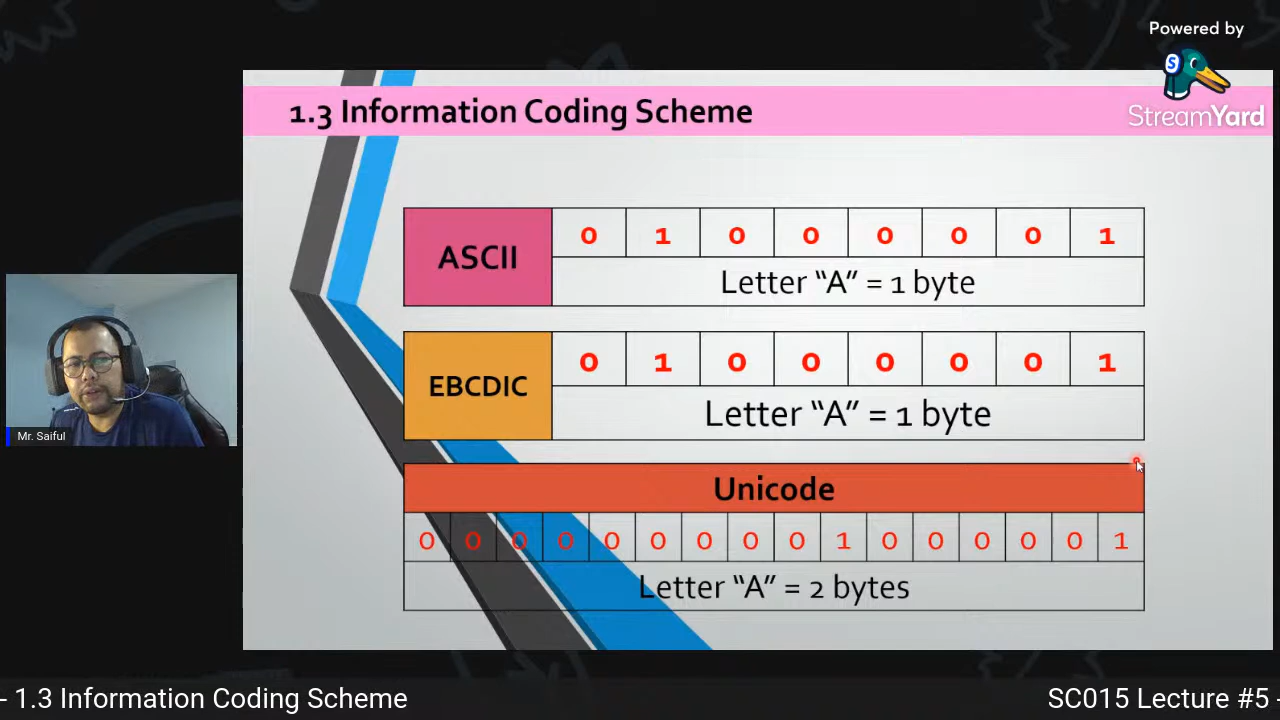 Powered by
StreamYard
1.3 Information Coding Scheme
ASCII
0 1 0 0 0 0 0 1
Letter “A” = 1 byte
EBCDIC
0 1 0 0 0 0 0 1
Letter “A” = 1 byte
Unicode
0 0 0 0 0 0 0 0 0 1 0 0 0 0 0 1
Letter “A” = 2 bytes
Mr. Saiful
- 1.3 Information Coding Scheme
SC015 Lecture #5 -